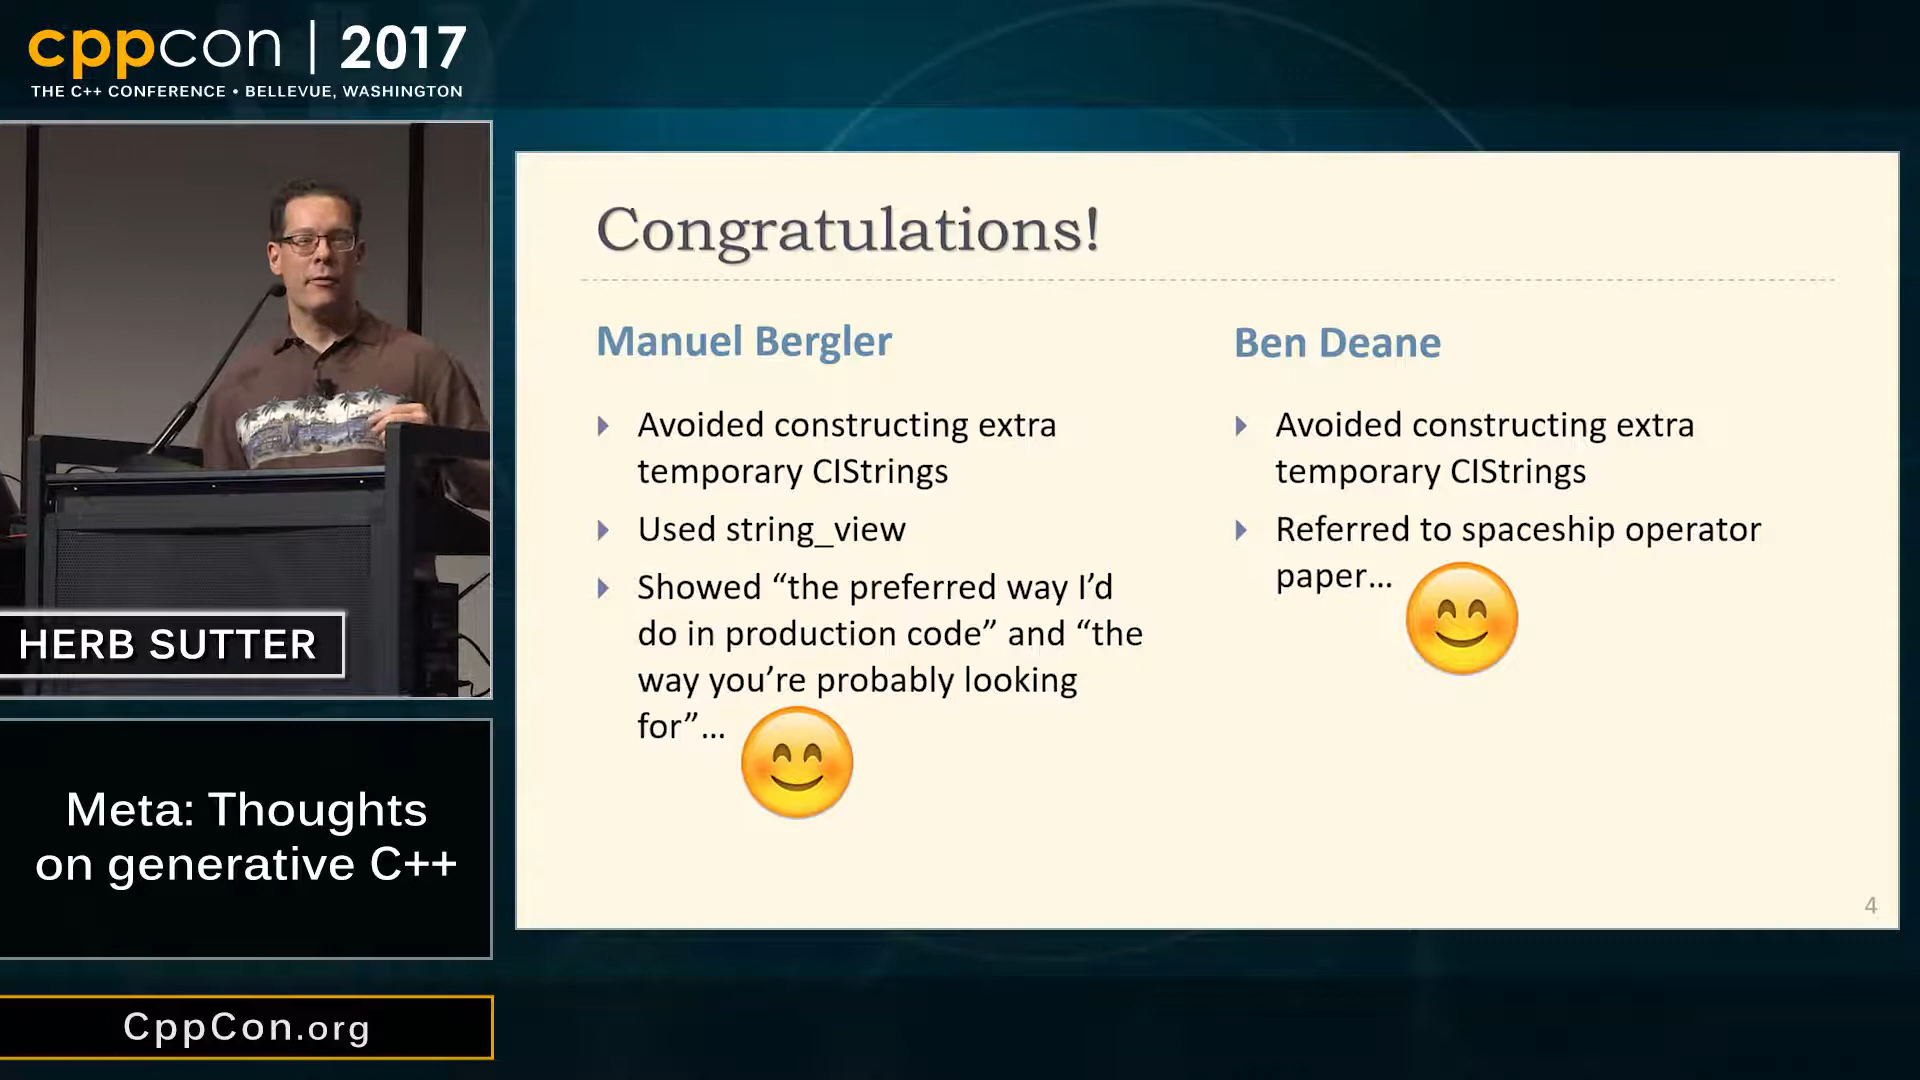 cppcon | 2017
THE C++ CONFERENCE • BELLEVUE, WASHINGTON
HERB SUTTER
Meta: Thoughts
on generative C++
CppCon.org
Congratulations!
Manuel Bergler
Avoided constructing extra
temporary CIStrings
Used string_view
Showed “the preferred way I’d
do in production code” and “the
way you’re probably looking
for”...
Ben Deane
Avoided constructing extra
temporary CIStrings
Referred to spaceship operator
paper...
4